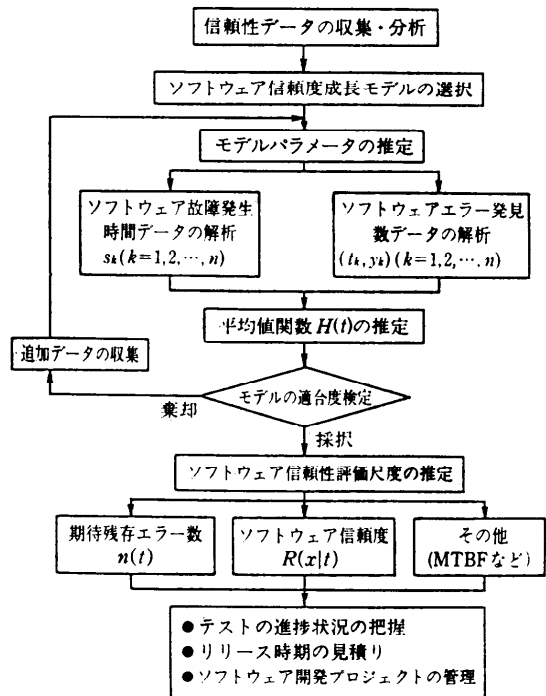 信頼性データの収集・分析
ソフトウェア信頼度成長モデルの選択
モデルパラメータの推定
ソフトウェア故障発生
時間データの解析
sₖ(k=1,2,…,n)
ソフトウェアエラー発見
数データの解析
(tₖ,yₖ)(k=1,2,…,n)
平均値関数H(t)の推定
追加データの収集
モデルの適合度検定
棄却
採択
ソフトウェア信頼性評価尺度の推定
期待残存エラー数
n(t)
ソフトウェア信頼度
R(x|t)
その他
(MTBFなど)
●テストの進捗状況の把握
●リリース時期の見積り
●ソフトウェア開発プロジェクトの管理